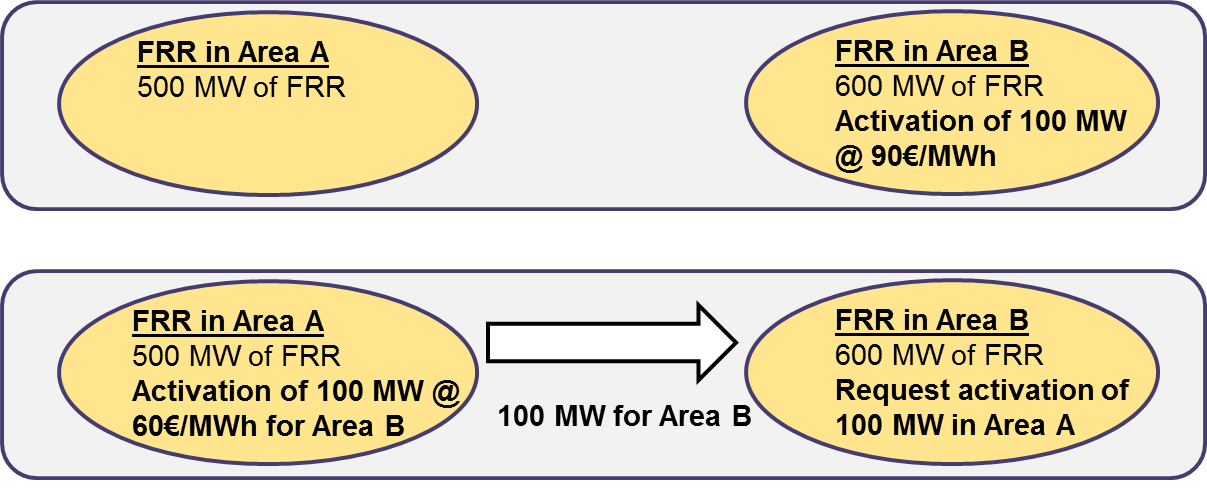 FRR in Area A
500 MW of FRR
FRR in Area B
600 MW of FRR
Activation of 100 MW
@ 90€/MWh
FRR in Area A
500 MW of FRR
Activation of 100 MW @
60€/MWh for Area B
100 MW for Area B
FRR in Area B
600 MW of FRR
Request activation of
100 MW in Area A